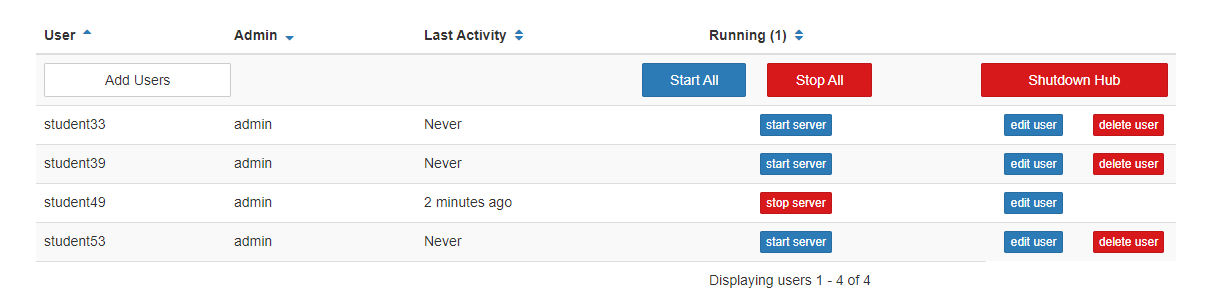 User Admin Last Activity Running (1)
Add Users Start All Stop All Shutdown Hub
student33 admin Never start server edit user delete user
student39 admin Never start server edit user delete user
student49 admin 2 minutes ago stop server edit user
student53 admin Never start server edit user delete user
Displaying users 1 - 4 of 4